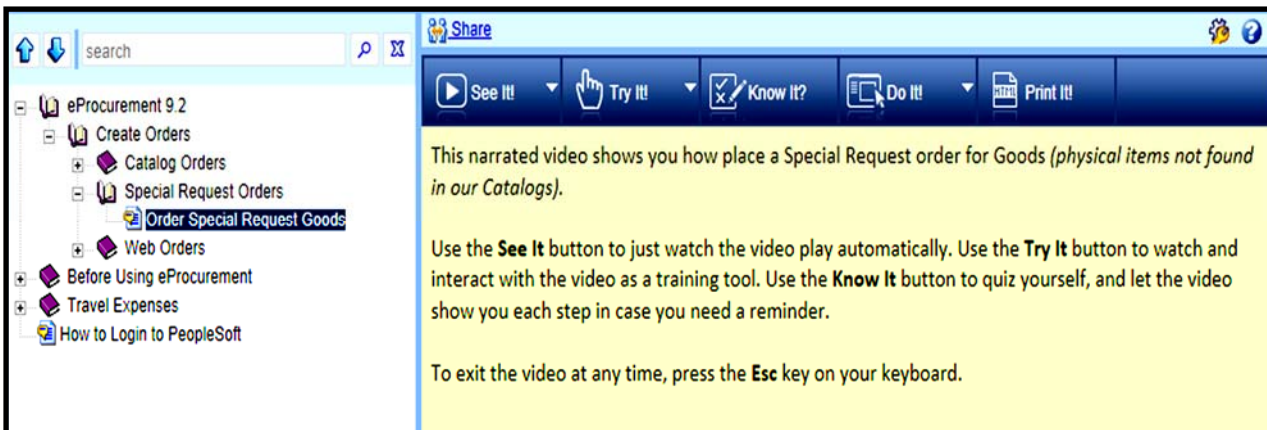 search
eProcurement 9.2
Create Orders
Catalog Orders
Special Request Orders
Order Special Request Goods
Web Orders
Before Using eProcurement
Travel Expenses
How to Login to PeopleSoft
Share
See It! Try It! Know It? Do It! Print It!
This narrated video shows you how place a Special Request order for Goods (physical items not found
in our Catalogs).
Use the See It button to just watch the video play automatically. Use the Try It button to watch and
interact with the video as a training tool. Use the Know It button to quiz yourself, and let the video
show you each step in case you need a reminder.
To exit the video at any time, press the Esc key on your keyboard.